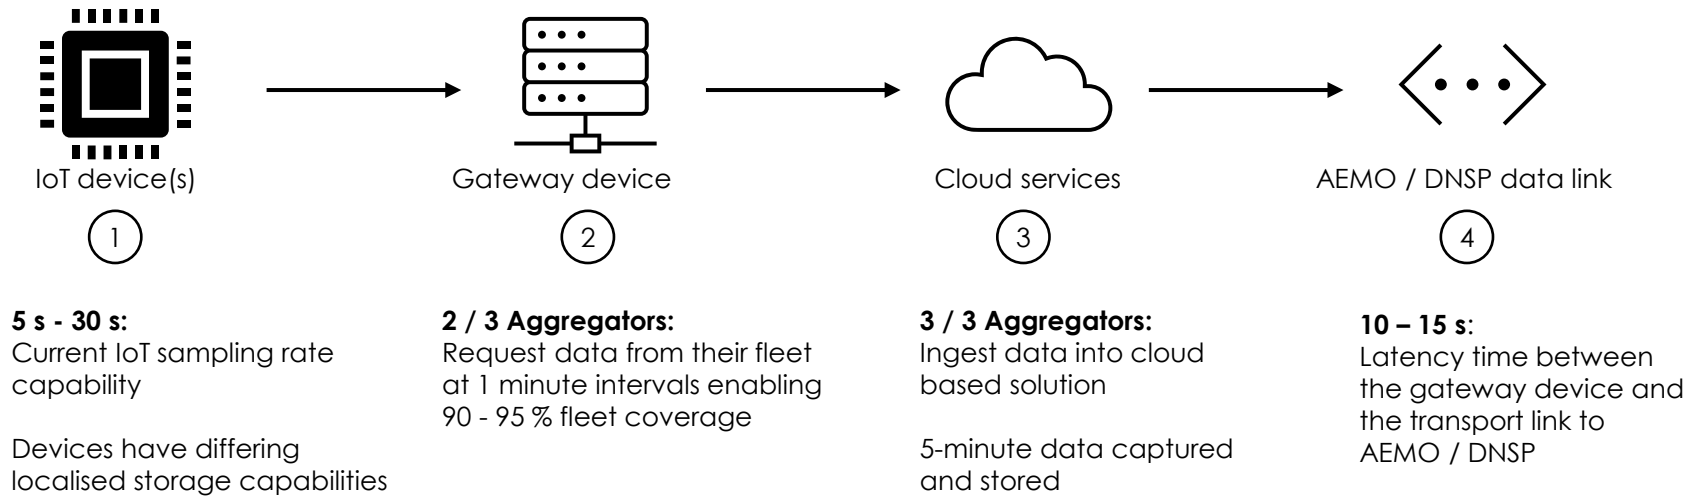 IoT device(s)
1
5 s - 30 s:
Current IoT sampling rate
capability
Devices have differing
localised storage capabilities
Gateway device
2
2 / 3 Aggregators:
Request data from their fleet
at 1 minute intervals enabling
90 - 95 % fleet coverage
Cloud services
3
3 / 3 Aggregators:
Ingest data into cloud
based solution
5-minute data captured
and stored
AEMO / DNSP data link
4
10 – 15 s:
Latency time between
the gateway device and
the transport link to
AEMO / DNSP